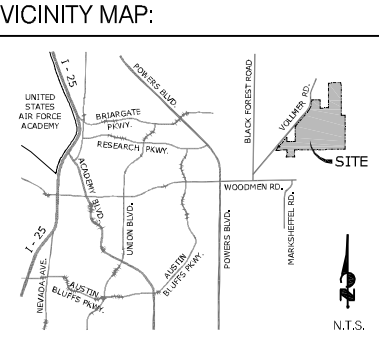 VICINITY MAP:
I - 25
POWERS BLVD.
UNITED
STATES
AIR FORCE
ACADEMY
BRIARGATE
PKWY.
RESEARCH PKWY.
BLACK FOREST ROAD
VOLLMER RD.
SITE
ACADEMY BLVD.
WOODMEN RD.
UNION BLVD.
POWERS BLVD.
MARKSHEFFEL RD.
I - 25
NEVADA AVE.
AUSTIN
BLUFFS PKWY.
AUSTIN
BLUFFS PKWY.
N
N.T.S.